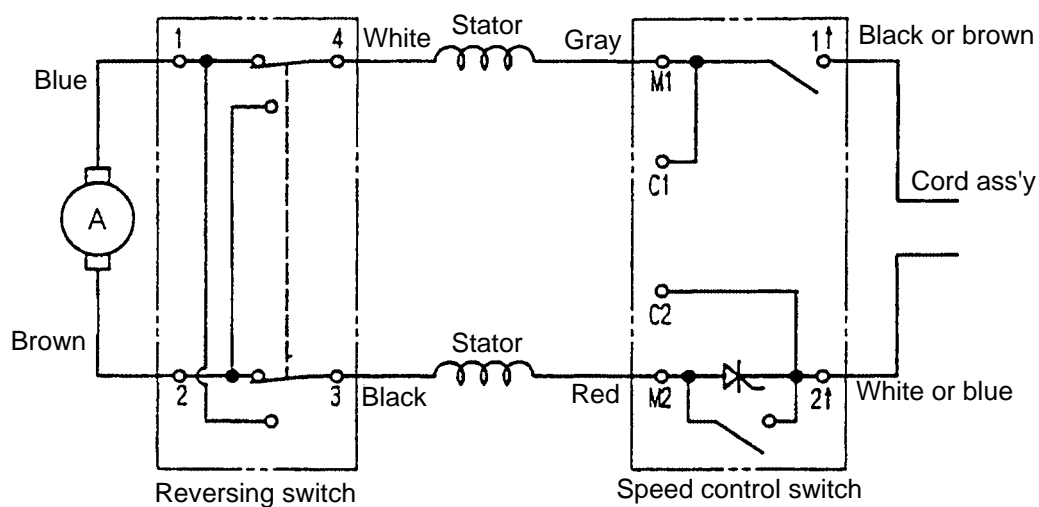 1
4
White
Stator
Gray
1↑
Black or brown
Blue
M1
C1
Cord ass'y
A
C2
Brown
Stator
2
3
Black
Red
M2
2↑
White or blue
Reversing switch
Speed control switch